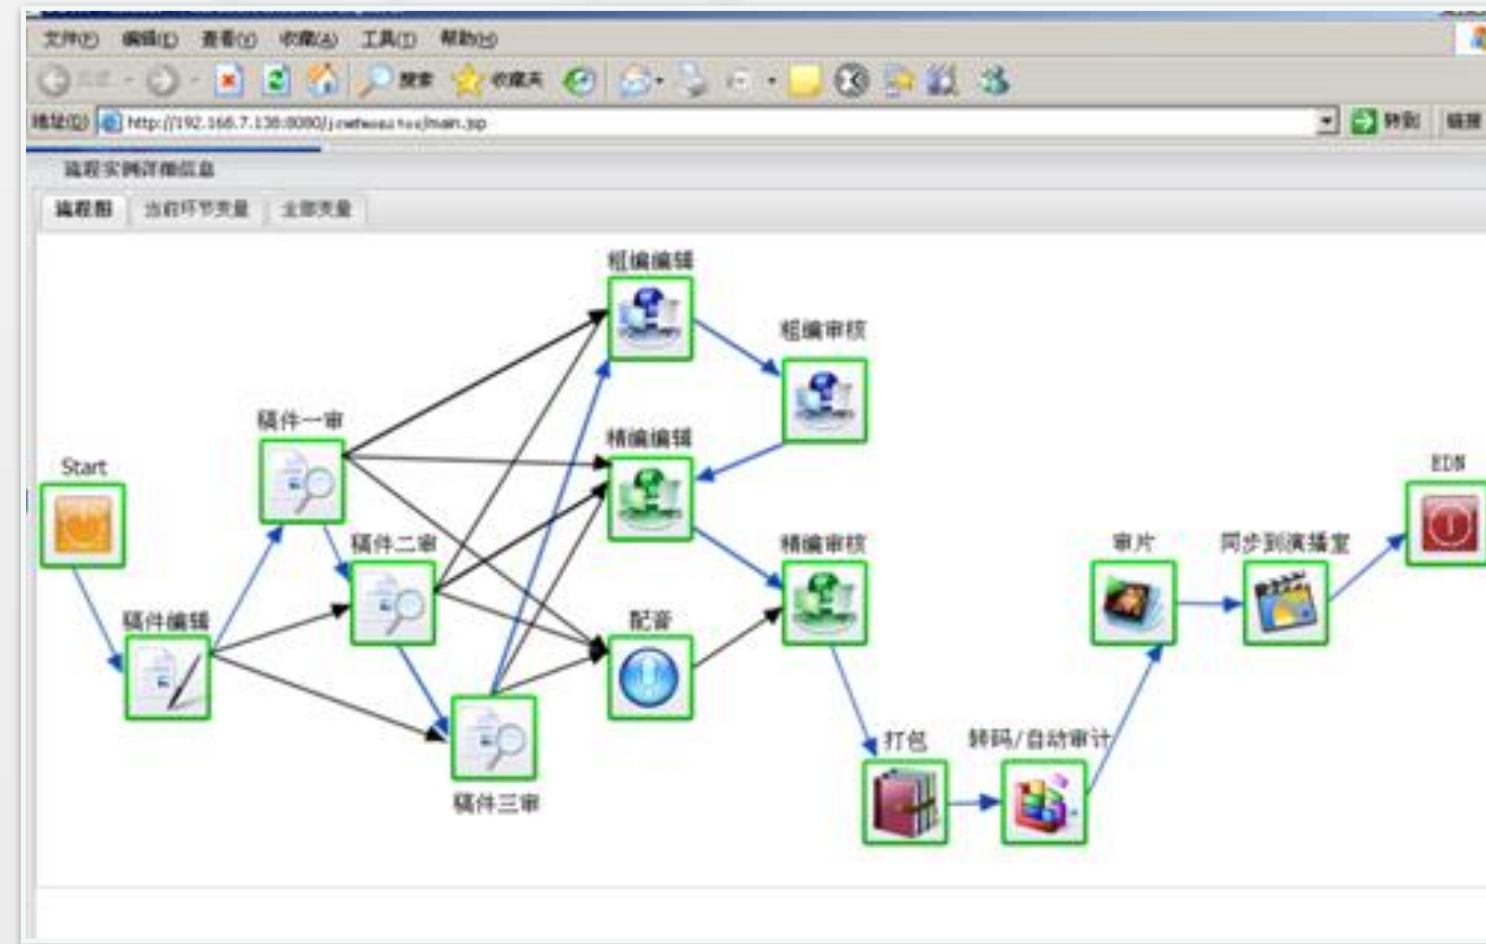 文件(F) 编辑(E) 查看(V) 收藏(A) 工具(T) 帮助(H)
搜索 收藏夹
地址(D) 转到 链接
流程实例详细信息
流程图 当前环节变量 全部变量
粗编编辑
粗编审核
稿件一审
精编编辑
Start
EDN
稿件二审
精编审核
审片
同步到演播室
稿件编辑
配音
打包
转码/自动审计
稿件三审